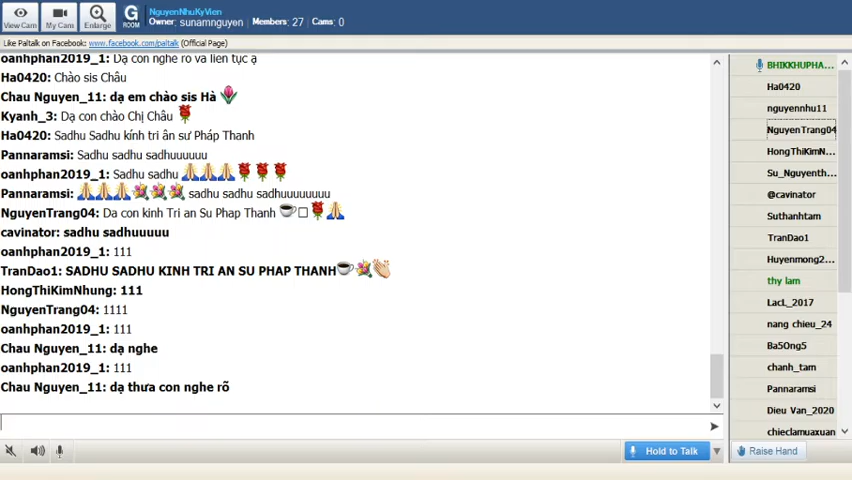 View Cam
My Cam
Enlarge
G
ROOM
NguyenNhuKyVien
Owner: sunamnguyen Members: 27 Cams: 0
Like Paltalk on Facebook: www.facebook.com/paltalk (Official Page)
oanhphan2019_1: Dạ con nghe rõ và liên tục ạ
Ha0420: Chào sis Châu
Chau Nguyen_11: dạ em chào sis Hà
Kyanh_3: Dạ con chào Chị Châu
Ha0420: Sadhu Sadhu kính tri ân sư Pháp Thanh
Pannaramsi: Sadhu sadhu sadhuuuuuu
oanhphan2019_1: Sadhu sadhu
Pannaramsi: sadhu sadhu sadhuuuuuuuu
NguyenTrang04: Da con kinh Tri an Su Phap Thanh
cavinator: sadhu sadhuuuuu
oanhphan2019_1: 111
TranDao1: SADHU SADHU KINH TRI AN SU PHAP THANH
HongThiKimNhung: 111
NguyenTrang04: 1111
oanhphan2019_1: 111
Chau Nguyen_11: dạ nghe
oanhphan2019_1: 111
Chau Nguyen_11: dạ thưa con nghe rõ
Hold to Talk
BHIKKHUPHA...
Ha0420
nguyennhu11
NguyenTrang04
HongThiKimN...
Su_Nguyenth...
@cavinator
Suthanhtam
TranDao1
Huyenmong2...
thy lam
LacL_2017
nang chieu_24
Ba5Ong5
chanh_tam
Pannaramsi
Dieu Van_2020
chieclamuaxuan
Raise Hand